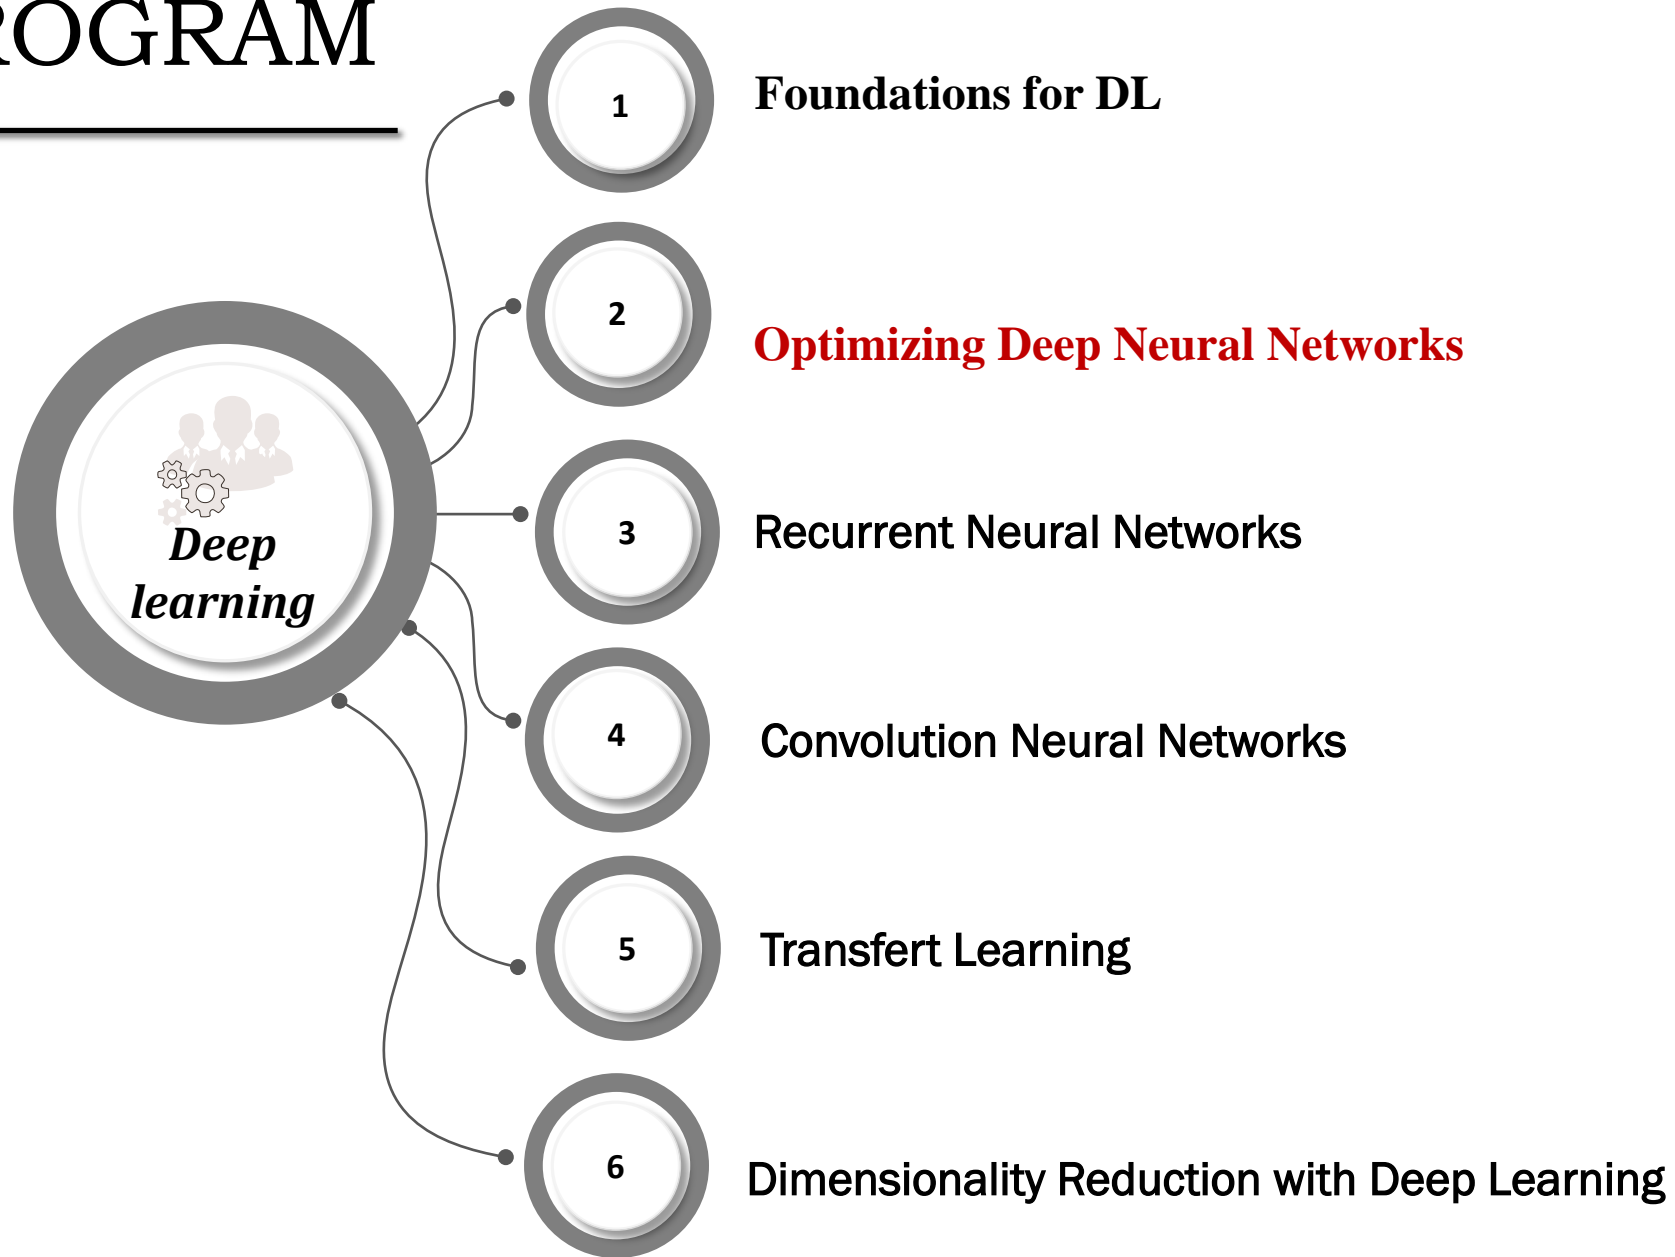 ROGRAM
1
Foundations for DL
2
Optimizing Deep Neural Networks
Deep
learning
3
Recurrent Neural Networks
4
Convolution Neural Networks
5
Transfert Learning
6
Dimensionality Reduction with Deep Learning